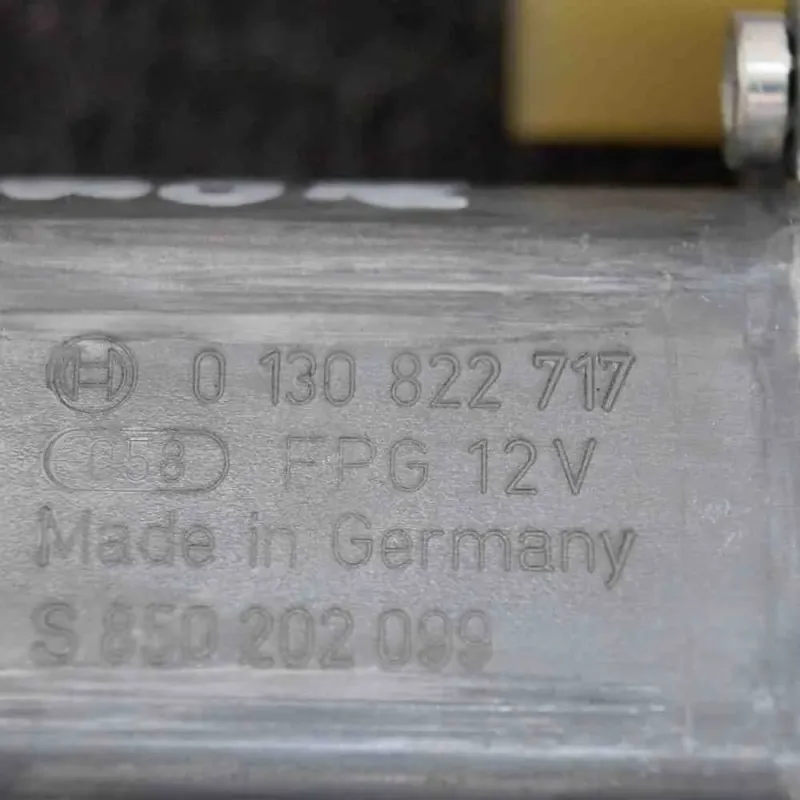 0 130 822 717
FPG 12V
Made in Germany
S 850 202 099